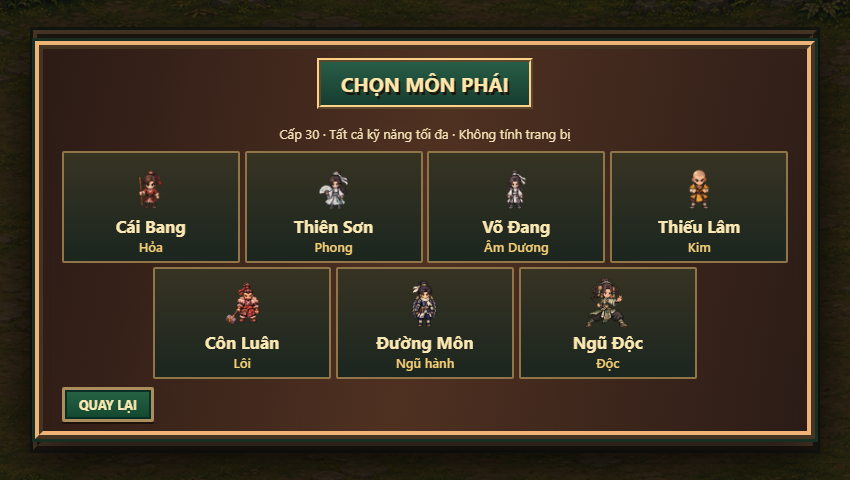 CHỌN MÔN PHÁI
Cấp 30 · Tất cả kỹ năng tối đa · Không tính trang bị
Cái Bang
Hỏa
Thiên Sơn
Phong
Võ Đang
Âm Dương
Thiếu Lâm
Kim
Côn Luân
Lôi
Đường Môn
Ngũ hành
Ngũ Độc
Độc
QUAY LẠI